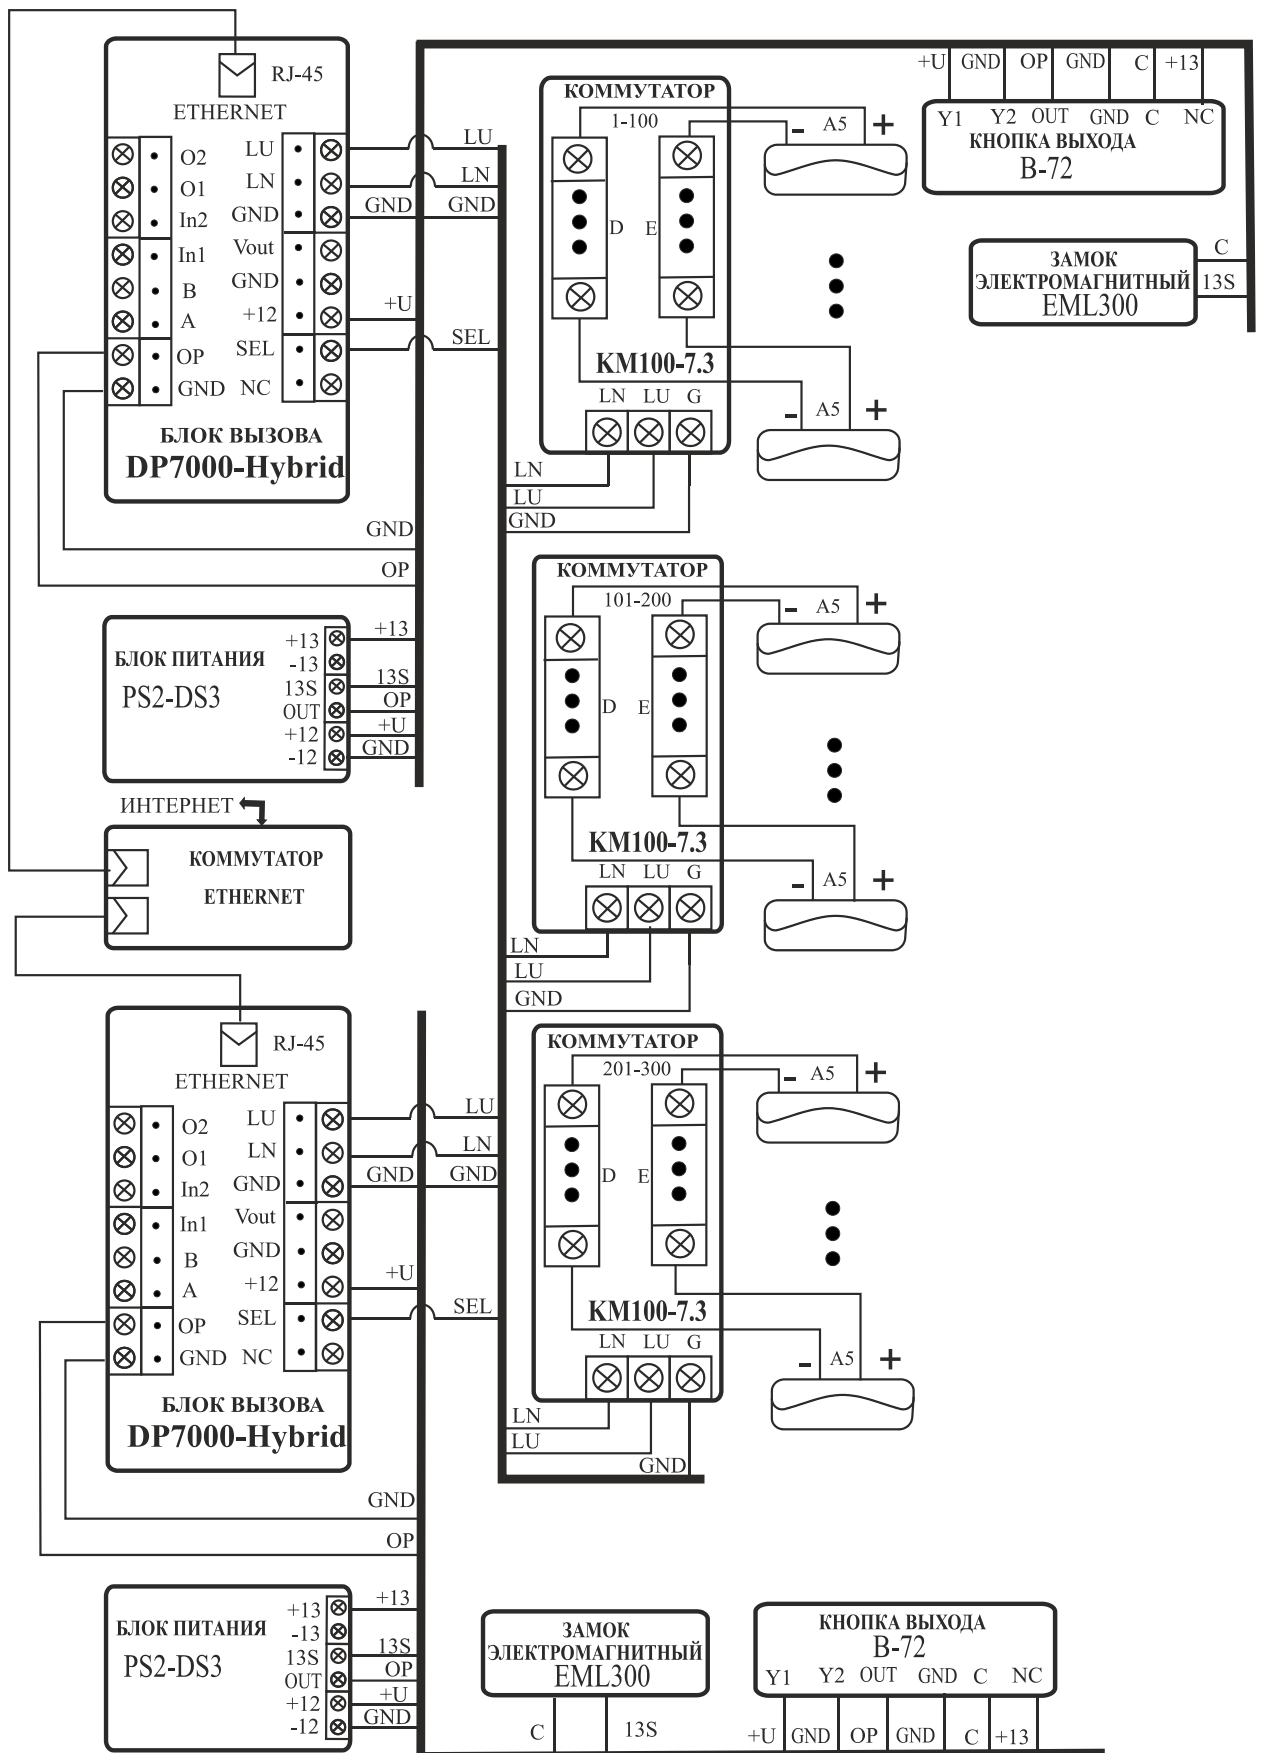 RJ-45
ETHERNET
O2
O1
In2
In1
B
A
OP
GND
LU
LN
GND
Vout
GND
+12
SEL
NC
БЛОК ВЫЗОВА
DP7000-Hybrid
LU
LN
GND
GND
+U
SEL
GND
OP
КОММУТАТОР
1-100
D
E
KM100-7.3
LN LU G
LN
LU
GND
- A5 +
- A5 +
+U GND OP GND C +13
Y1 Y2 OUT GND C NC
КНОПКА ВЫХОДА
B-72
ЗАМОК
ЭЛЕКТРОМАГНИТНЫЙ
EML300
C
13S
БЛОК ПИТАНИЯ
PS2-DS3
+13
-13
13S
OUT
+12
-12
+13
13S
OP
+U
GND
КОММУТАТОР
101-200
D
E
KM100-7.3
LN LU G
LN
LU
GND
- A5 +
- A5 +
ИНТЕРНЕТ
КОММУТАТОР
ETHERNET
RJ-45
ETHERNET
O2
O1
In2
In1
B
A
OP
GND
LU
LN
GND
Vout
GND
+12
SEL
NC
БЛОК ВЫЗОВА
DP7000-Hybrid
LU
LN
GND
GND
+U
SEL
GND
OP
КОММУТАТОР
201-300
D
E
KM100-7.3
LN LU G
LN
LU
GND
- A5 +
- A5 +
БЛОК ПИТАНИЯ
PS2-DS3
+13
-13
13S
OUT
+12
-12
+13
13S
OP
+U
GND
ЗАМОК
ЭЛЕКТРОМАГНИТНЫЙ
EML300
C
13S
КНОПКА ВЫХОДА
B-72
Y1 Y2 OUT GND C NC
+U GND OP GND C +13